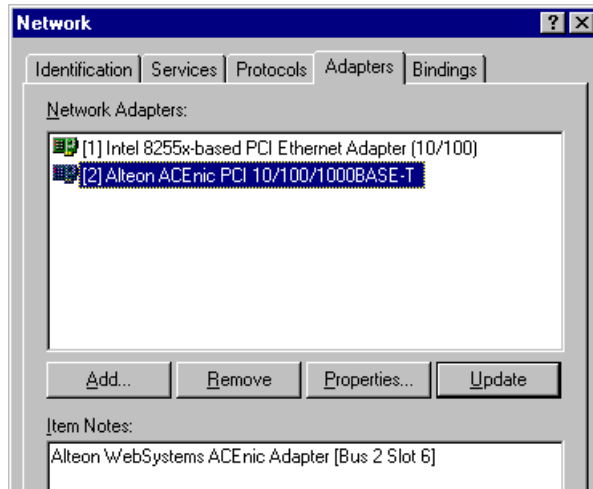 Network
Identification Services Protocols Adapters Bindings
Network Adapters:
[1] Intel 8255x-based PCI Ethernet Adapter (10/100)
[2] Alteon ACEnic PCI 10/100/1000BASE-T
Add... Remove Properties... Update
Item Notes:
Alteon WebSystems ACEnic Adapter [Bus 2 Slot 6]